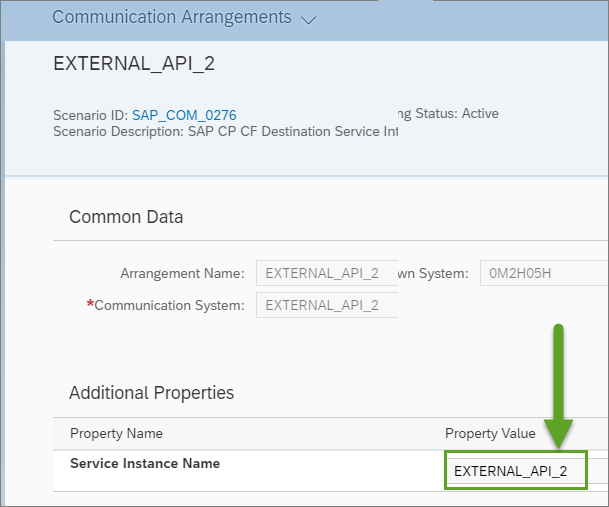 Communication Arrangements
EXTERNAL_API_2
Scenario ID: SAP_COM_0276
ng Status: Active
Scenario Description: SAP CP CF Destination Service Int
Common Data
Arrangement Name: EXTERNAL_API_2
wn System: 0M2H05H
*Communication System: EXTERNAL_API_2
Additional Properties
Property Name Property Value
Service Instance Name EXTERNAL_API_2